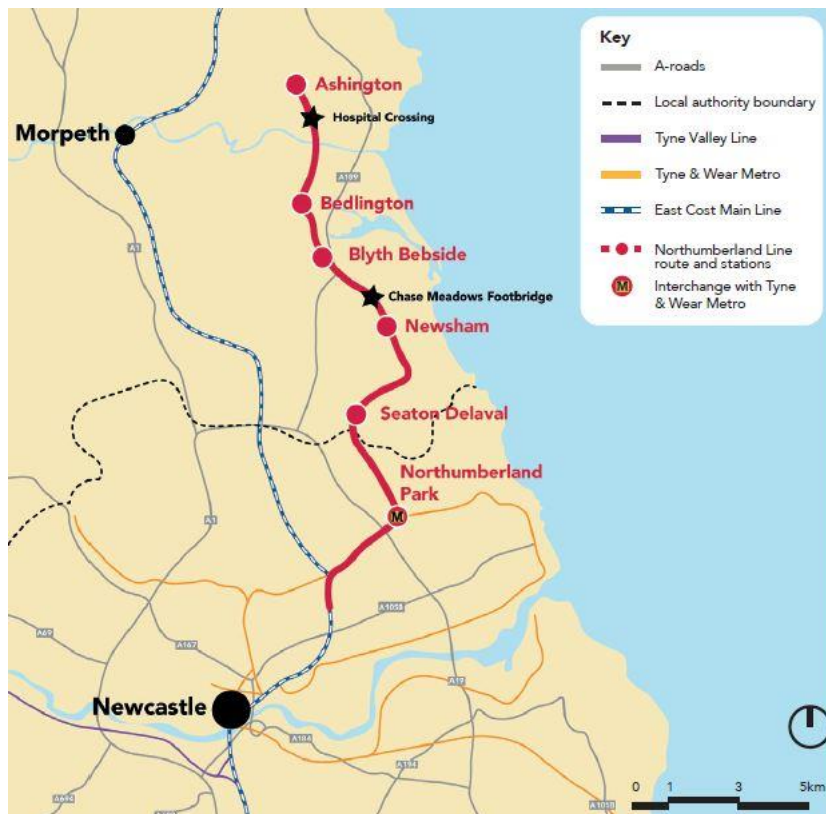 Key
A-roads
Local authority boundary
Tyne Valley Line
Tyne & Wear Metro
East Cost Main Line
Northumberland Line
route and stations
Interchange with Tyne
& Wear Metro
M
Ashington
Hospital Crossing
Morpeth
A189
Bedlington
A1
Blyth Bebside
Chase Meadows Footbridge
Newsham
Seaton Delaval
Northumberland
Park
M
A1
A1058
A69
A167
Newcastle
A19
A184
A194
A694
A1018
0 1 3 5km